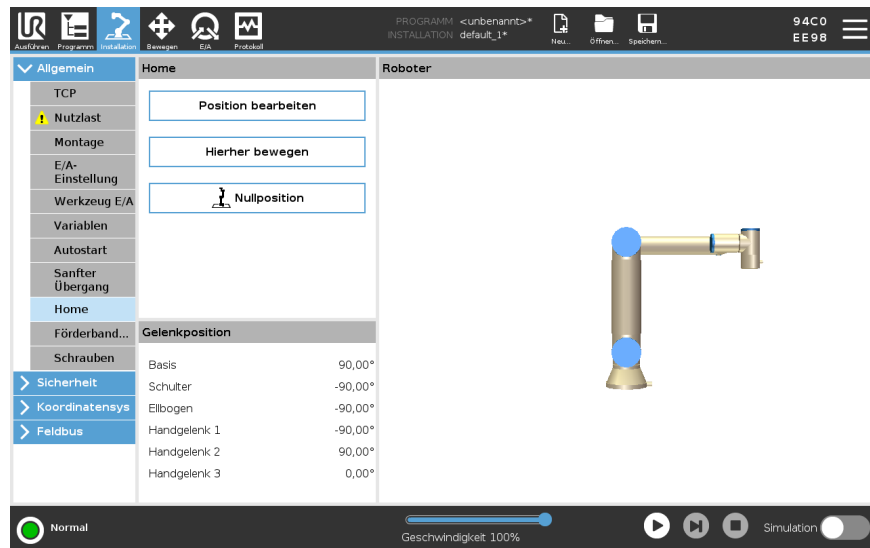 PROGRAMM <unbenannt>*
INSTALLATION default_1*
94C0
EE98
Ausführen Programm Installation Bewegen E/A Protokoll
Neu... Öffnen... Speichern...
Allgemein
TCP
Nutzlast
Montage
E/A-
Einstellung
Werkzeug E/A
Variablen
Autostart
Sanfter
Übergang
Home
Förderband...
Schrauben
Sicherheit
Koordinatensys
Feldbus
Home
Position bearbeiten
Hierher bewegen
Nullposition
Gelenkposition
Basis 90,00°
Schulter -90,00°
Ellbogen -90,00°
Handgelenk 1 -90,00°
Handgelenk 2 90,00°
Handgelenk 3 0,00°
Roboter
Normal
Geschwindigkeit 100%
Simulation